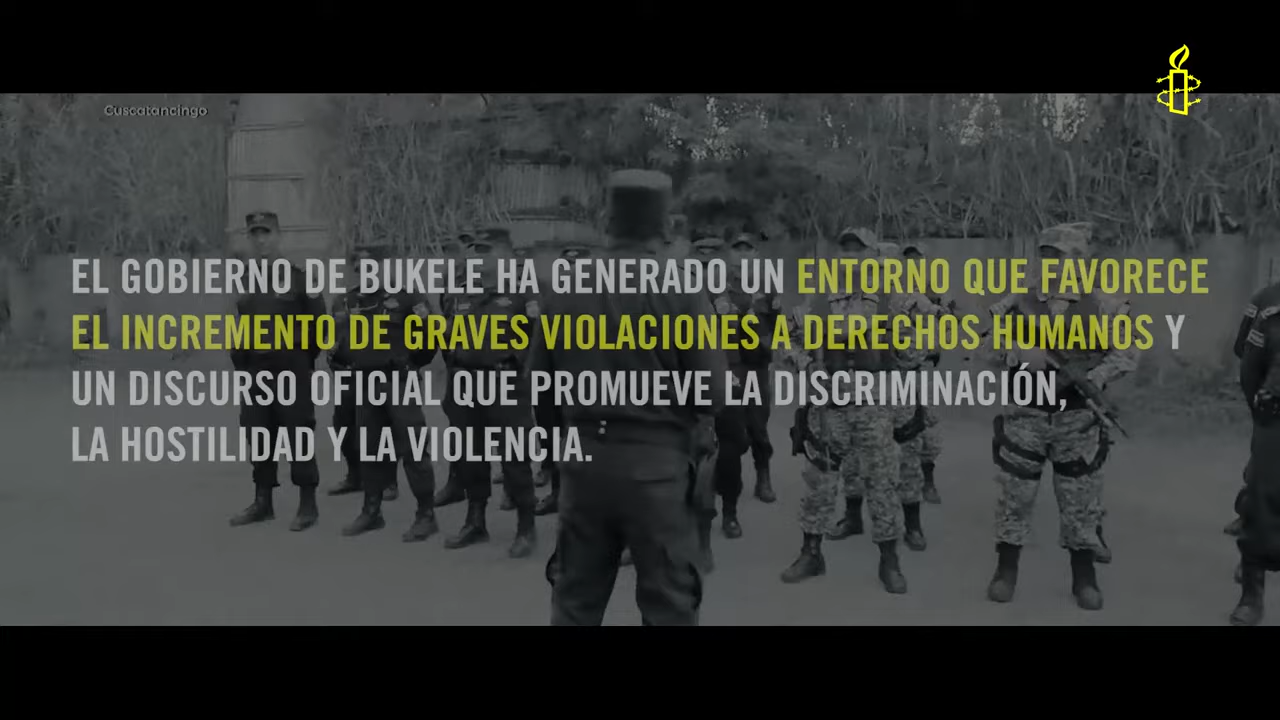 Cuscatancingo
EL GOBIERNO DE BUKELE HA GENERADO UN ENTORNO QUE FAVORECE
EL INCREMENTO DE GRAVES VIOLACIONES A DERECHOS HUMANOS Y
UN DISCURSO OFICIAL QUE PROMUEVE LA DISCRIMINACIÓN,
LA HOSTILIDAD Y LA VIOLENCIA.